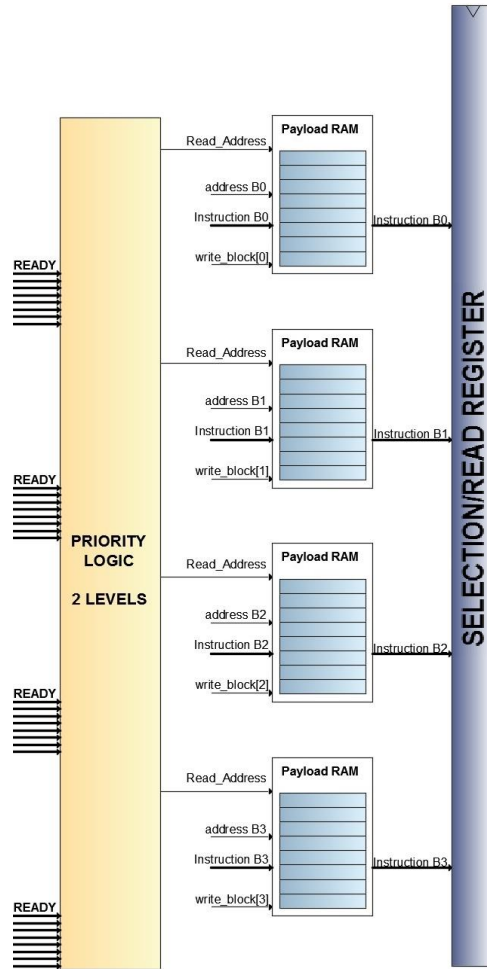 Payload RAM
Read_Address
address B0
Instruction B0
Instruction B0
write_block[0]
READY
Payload RAM
Read_Address
address B1
Instruction B1
Instruction B1
write_block[1]
READY
PRIORITY
LOGIC
2 LEVELS
Payload RAM
Read_Address
address B2
Instruction B2
Instruction B2
write_block[2]
READY
Payload RAM
Read_Address
address B3
Instruction B3
Instruction B3
write_block[3]
READY
SELECTION/READ REGISTER